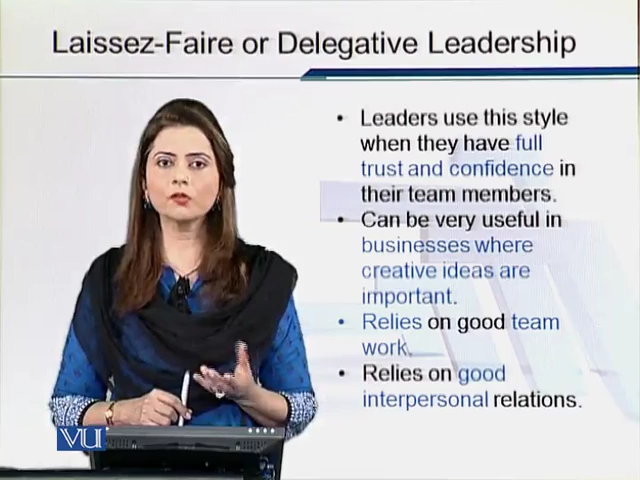 Laissez-Faire or Delegative Leadership
• Leaders use this style
when they have full
trust and confidence in
their team members.
• Can be very useful in
businesses where
creative ideas are
important.
• Relies on good team
work.
• Relies on good
interpersonal relations.
VU